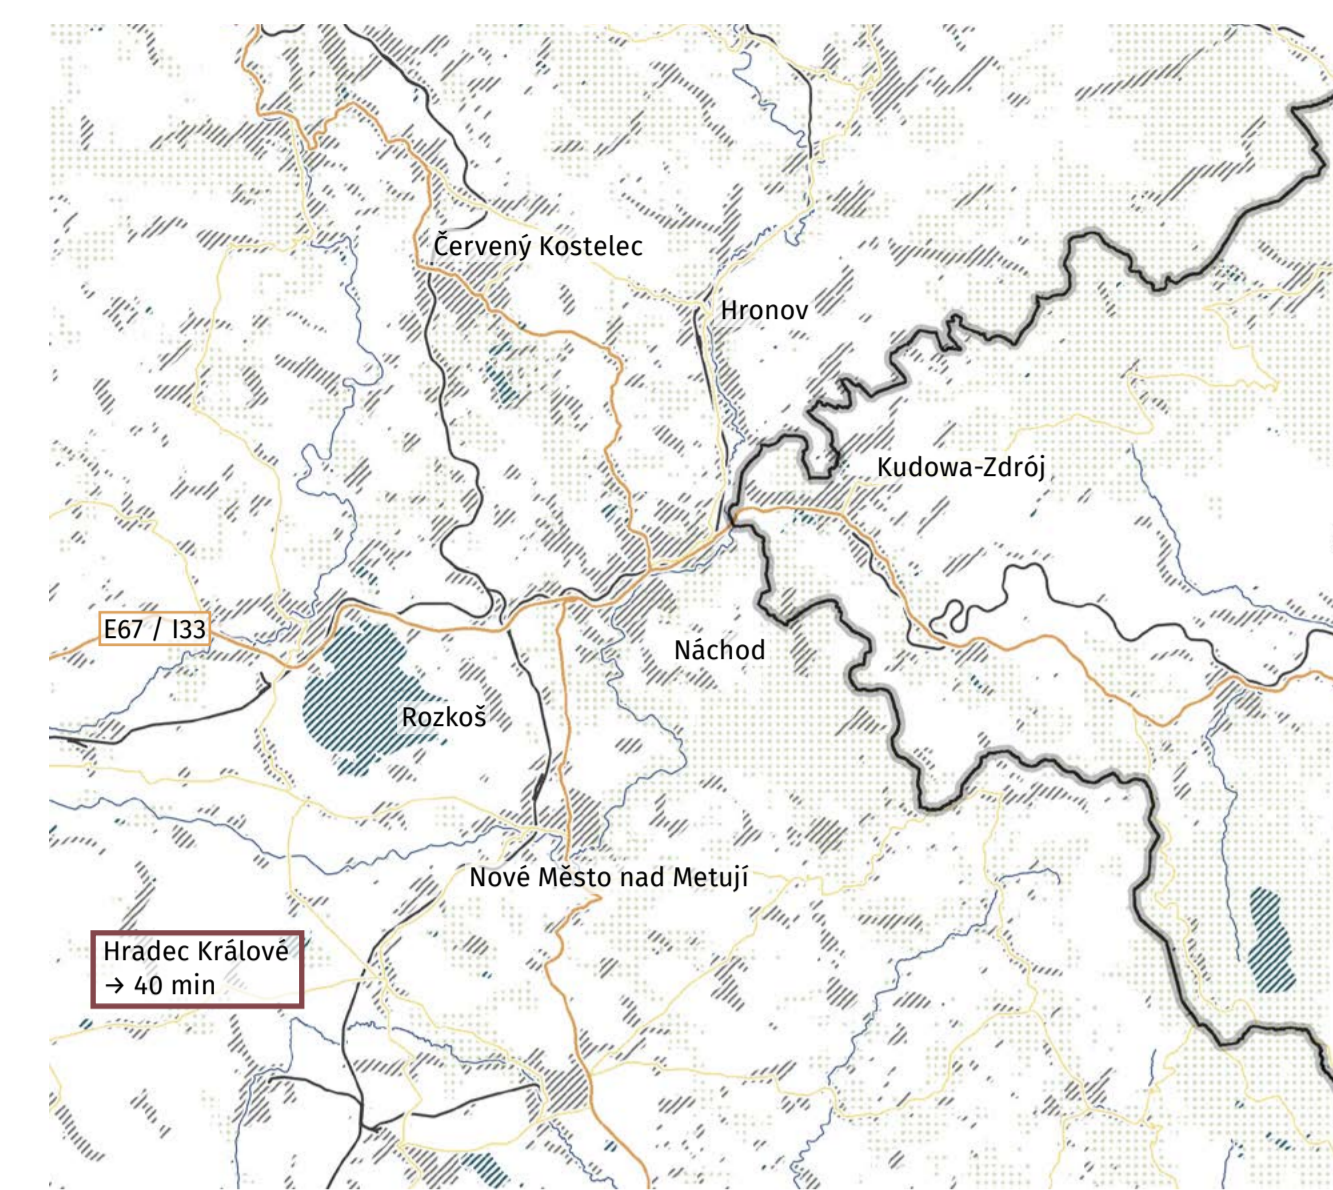 Červený Kostelec
Hronov
Kudowa-Zdrój
E67 / I33
Náchod
Rozkoš
Nové Město nad Metují
Hradec Králové
→ 40 min